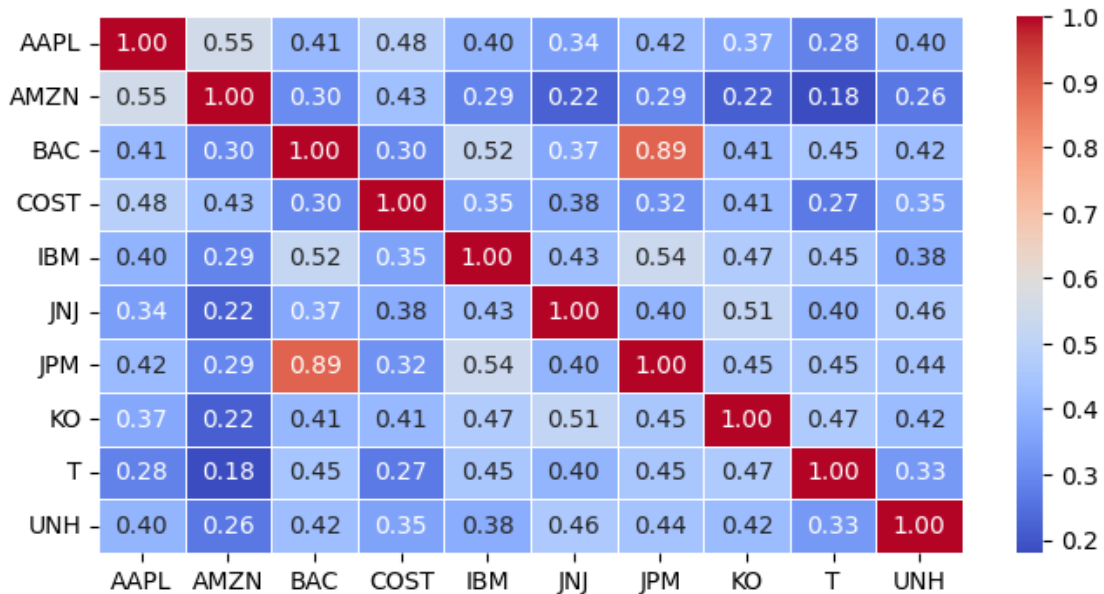 AAPL 1.00 0.55 0.41 0.48 0.40 0.34 0.42 0.37 0.28 0.40
AMZN 0.55 1.00 0.30 0.43 0.29 0.22 0.29 0.22 0.18 0.26
BAC 0.41 0.30 1.00 0.30 0.52 0.37 0.89 0.41 0.45 0.42
COST 0.48 0.43 0.30 1.00 0.35 0.38 0.32 0.41 0.27 0.35
IBM 0.40 0.29 0.52 0.35 1.00 0.43 0.54 0.47 0.45 0.38
JNJ 0.34 0.22 0.37 0.38 0.43 1.00 0.40 0.51 0.40 0.46
JPM 0.42 0.29 0.89 0.32 0.54 0.40 1.00 0.45 0.45 0.44
KO 0.37 0.22 0.41 0.41 0.47 0.51 0.45 1.00 0.47 0.42
T 0.28 0.18 0.45 0.27 0.45 0.40 0.45 0.47 1.00 0.33
UNH 0.40 0.26 0.42 0.35 0.38 0.46 0.44 0.42 0.33 1.00
AAPL AMZN BAC COST IBM JNJ JPM KO T UNH
1.0
0.9
0.8
0.7
0.6
0.5
0.4
0.3
0.2